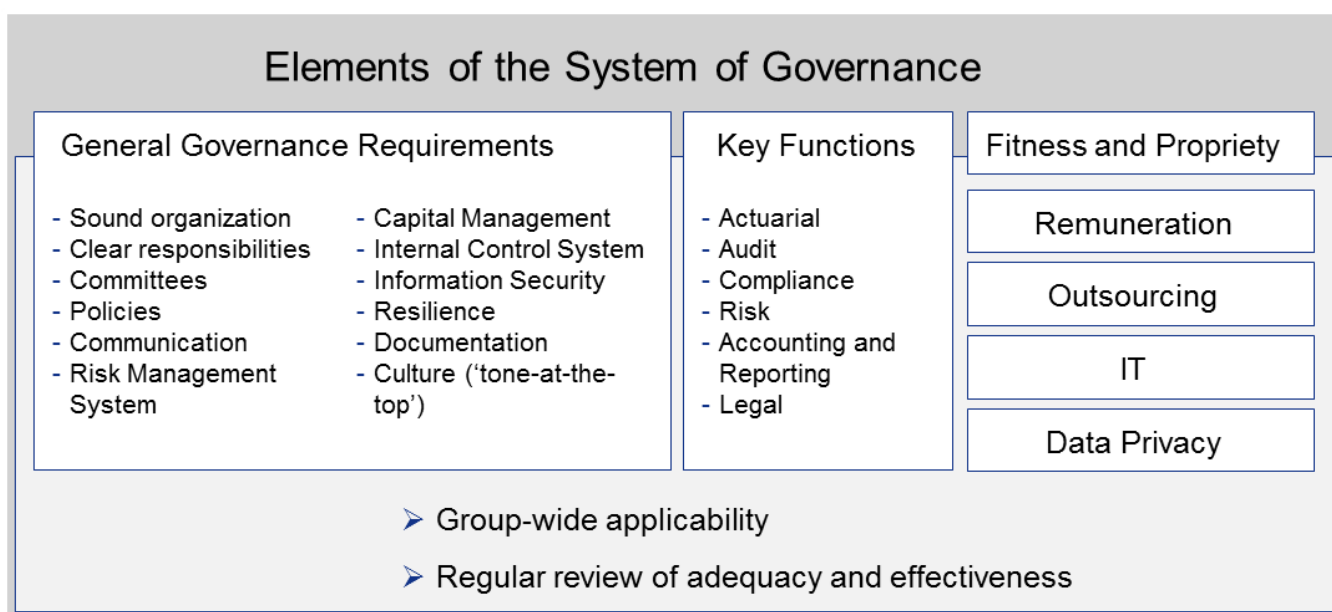 Elements of the System of Governance
General Governance Requirements
- Sound organization
- Clear responsibilities
- Committees
- Policies
- Communication
- Risk Management
System
- Capital Management
- Internal Control System
- Information Security
- Resilience
- Documentation
- Culture (‘tone-at-the-
top’)
Key Functions
- Actuarial
- Audit
- Compliance
- Risk
- Accounting and
Reporting
- Legal
Fitness and Propriety
Remuneration
Outsourcing
IT
Data Privacy
➢ Group-wide applicability
➢ Regular review of adequacy and effectiveness